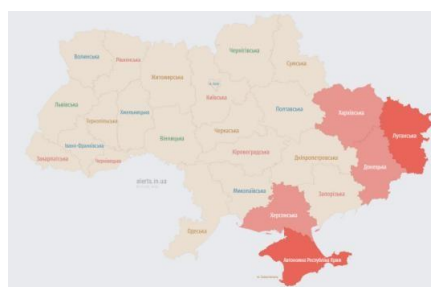 Чернігівська
Волинська
Рівненська
Сумська
Житомирська
Київська
Львівська
Полтавська
Харківська
Луганська
Тернопільська
Хмельницька
Черкаська
Вінницька
Івано-Франківська
Кіровоградська
Дніпропетровська
Донецька
Закарпатська
Чернівецька
alerts.in.ua
Миколаївська
Запорізька
Херсонська
Одеська
Автономна Республіка Крим